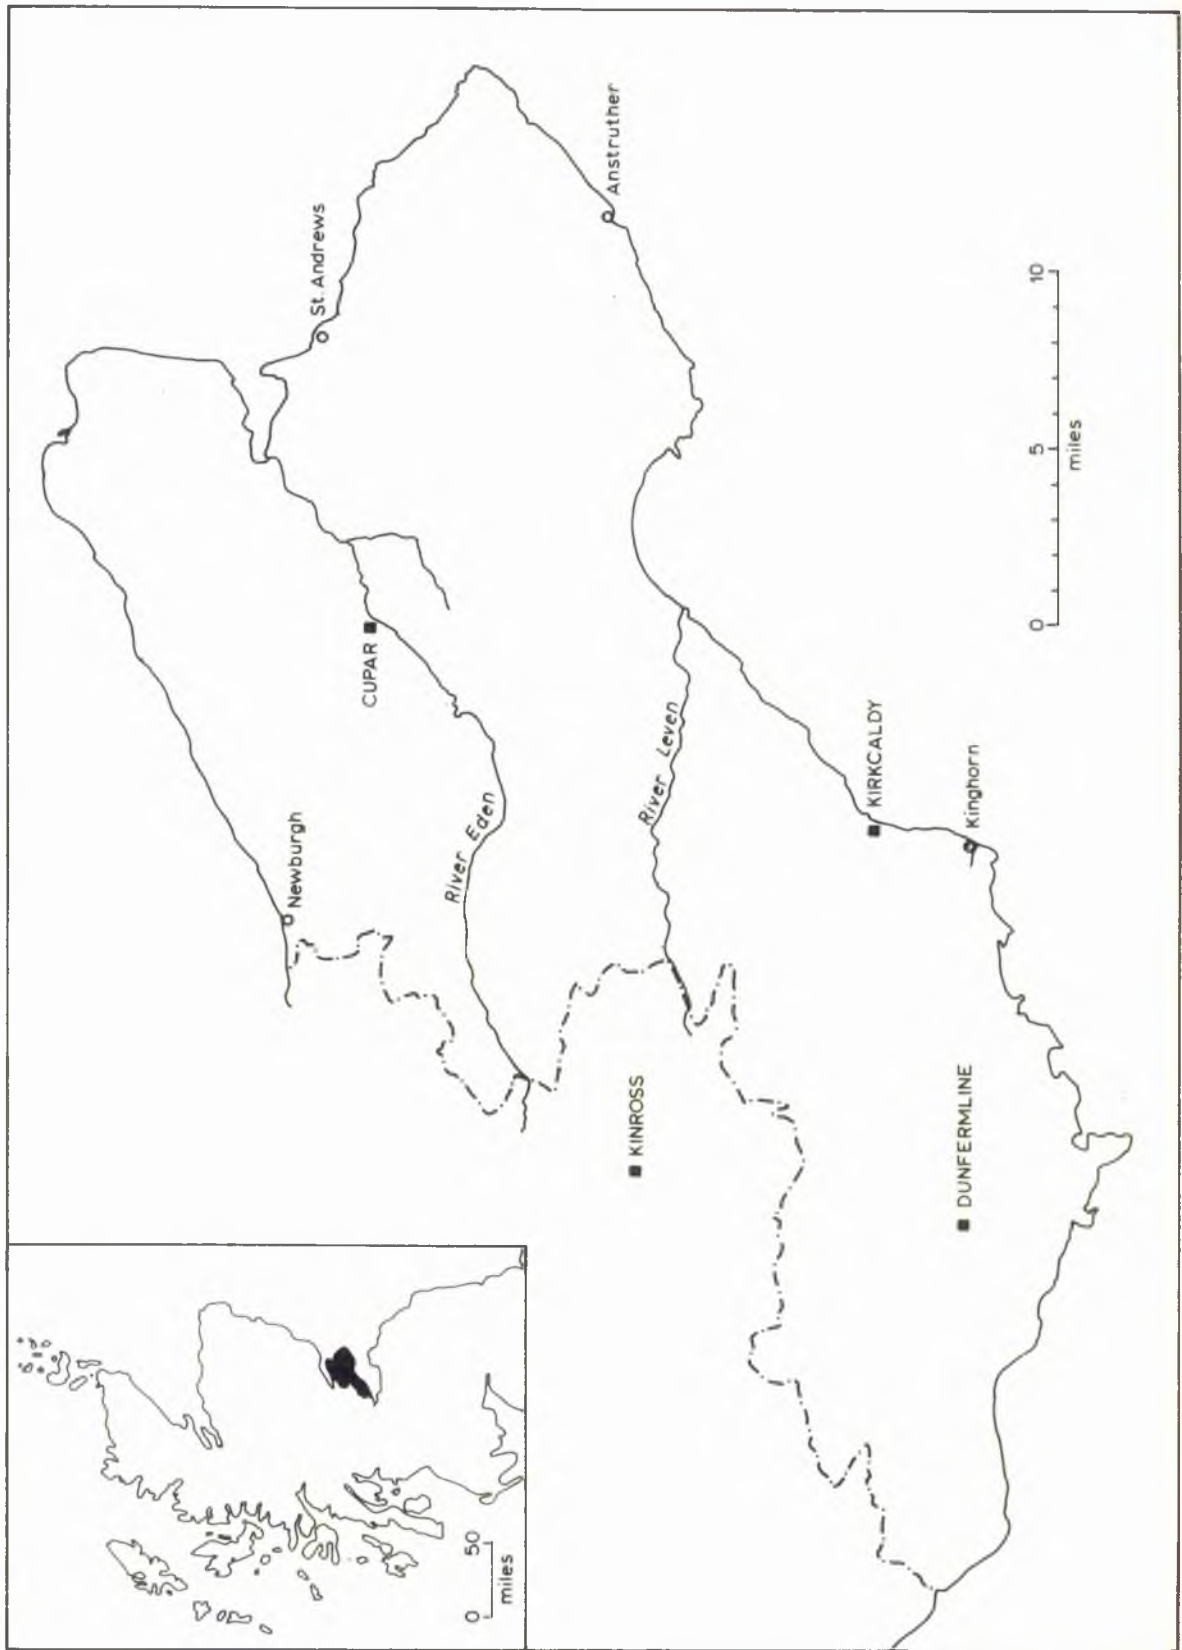 St. Andrews
Anstruther
Newburgh
CUPAR
River Eden
River Leven
KINROSS
KIRKCALDY
Kinghorn
DUNFERMLINE
0 5 10
miles
0 50
miles